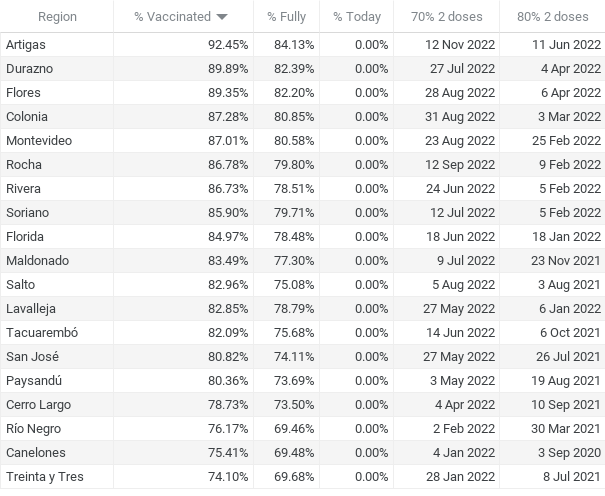 Region % Vaccinated % Fully % Today 70% 2 doses 80% 2 doses
Artigas 92.45% 84.13% 0.00% 12 Nov 2022 11 Jun 2022
Durazno 89.89% 82.39% 0.00% 27 Jul 2022 4 Apr 2022
Flores 89.35% 82.20% 0.00% 28 Aug 2022 6 Apr 2022
Colonia 87.28% 80.85% 0.00% 31 Aug 2022 3 Mar 2022
Montevideo 87.01% 80.58% 0.00% 23 Aug 2022 25 Feb 2022
Rocha 86.78% 79.80% 0.00% 12 Sep 2022 9 Feb 2022
Rivera 86.73% 78.51% 0.00% 24 Jun 2022 5 Feb 2022
Soriano 85.90% 79.71% 0.00% 12 Jul 2022 5 Feb 2022
Florida 84.97% 78.48% 0.00% 18 Jun 2022 18 Jan 2022
Maldonado 83.49% 77.30% 0.00% 9 Jul 2022 23 Nov 2021
Salto 82.96% 75.08% 0.00% 5 Aug 2022 3 Aug 2021
Lavalleja 82.85% 78.79% 0.00% 27 May 2022 6 Jan 2022
Tacuarembó 82.09% 75.68% 0.00% 14 Jun 2022 6 Oct 2021
San José 80.82% 74.11% 0.00% 27 May 2022 26 Jul 2021
Paysandú 80.36% 73.69% 0.00% 3 May 2022 19 Aug 2021
Cerro Largo 78.73% 73.50% 0.00% 4 Apr 2022 10 Sep 2021
Río Negro 76.17% 69.46% 0.00% 2 Feb 2022 30 Mar 2021
Canelones 75.41% 69.48% 0.00% 4 Jan 2022 3 Sep 2020
Treinta y Tres 74.10% 69.68% 0.00% 28 Jan 2022 8 Jul 2021